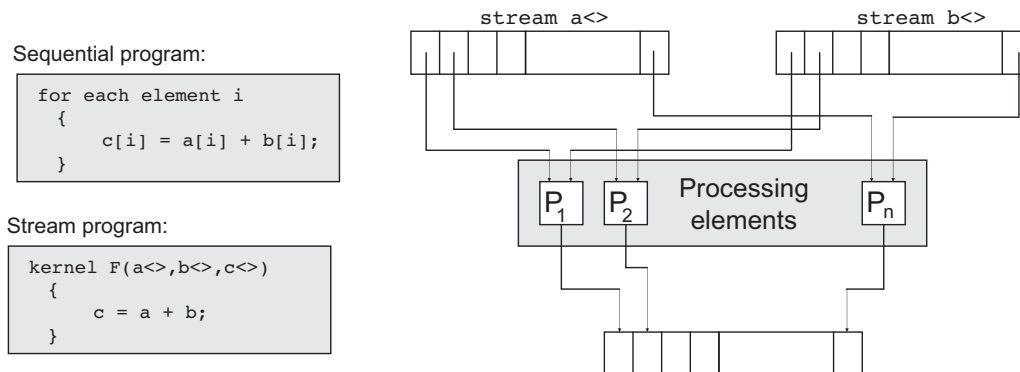 Sequential program:
for each element i
{
c[i] = a[i] + b[i];
}
Stream program:
kernel F(a<>,b<>,c<>)
{
c = a + b;
}
stream a<>
stream b<>
Processing
elements
P1
P2
Pn